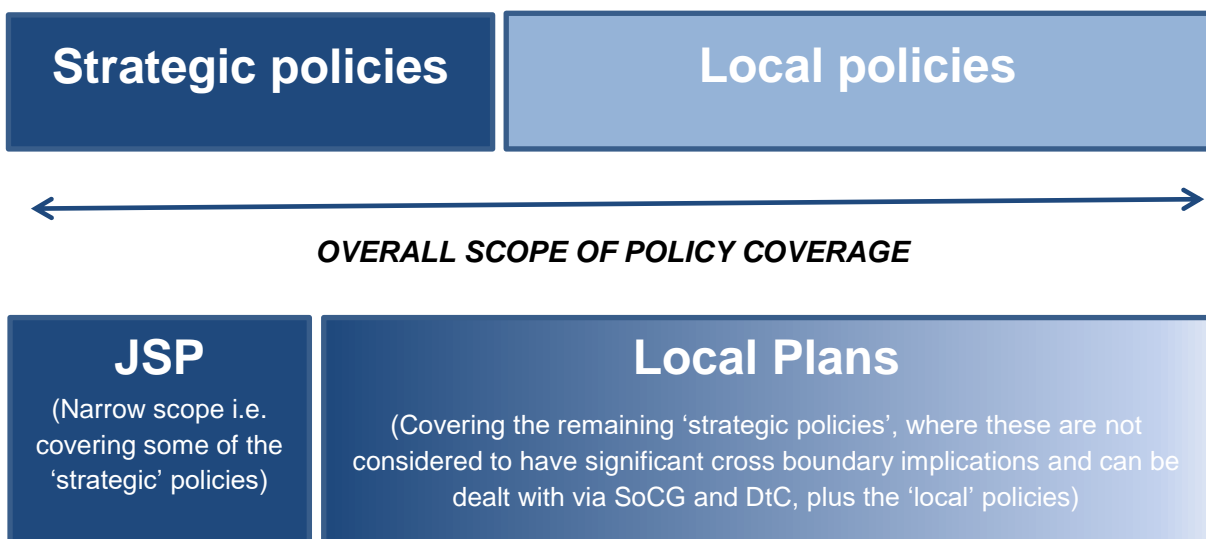 Strategic policies
Local policies
OVERALL SCOPE OF POLICY COVERAGE
JSP
(Narrow scope i.e.
covering some of the
‘strategic’ policies)
Local Plans
(Covering the remaining ‘strategic policies’, where these are not
considered to have significant cross boundary implications and can be
dealt with via SoCG and DtC, plus the ‘local’ policies)